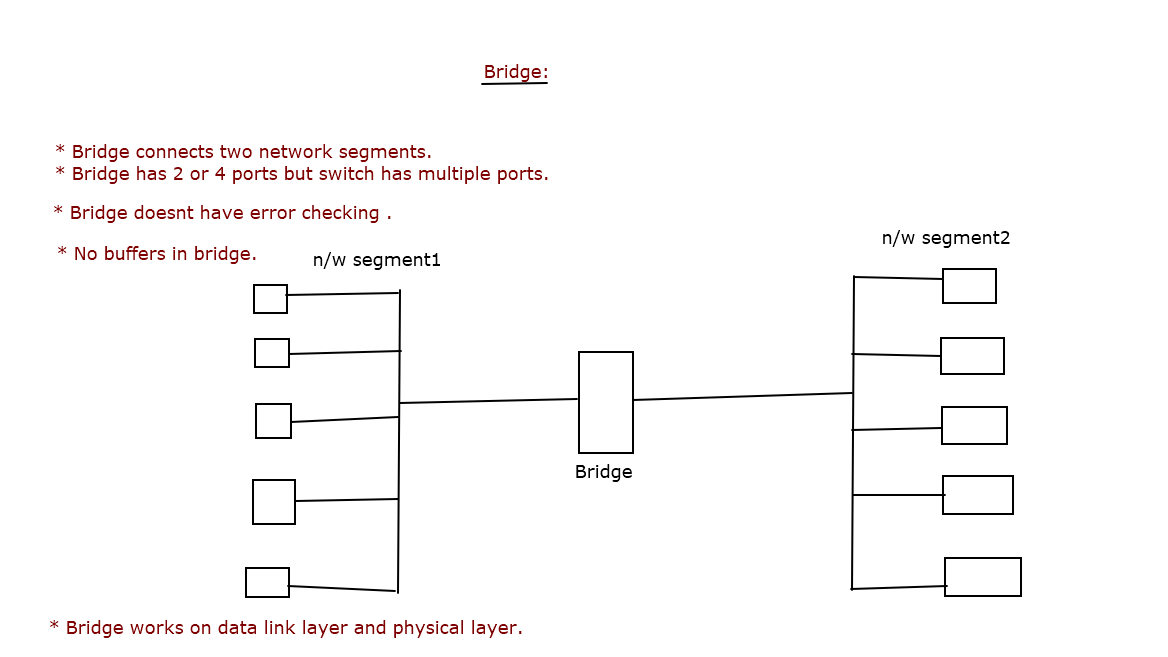 Bridge:
* Bridge connects two network segments.
* Bridge has 2 or 4 ports but switch has multiple ports.
* Bridge doesnt have error checking .
* No buffers in bridge.
n/w segment1
n/w segment2
Bridge
* Bridge works on data link layer and physical layer.